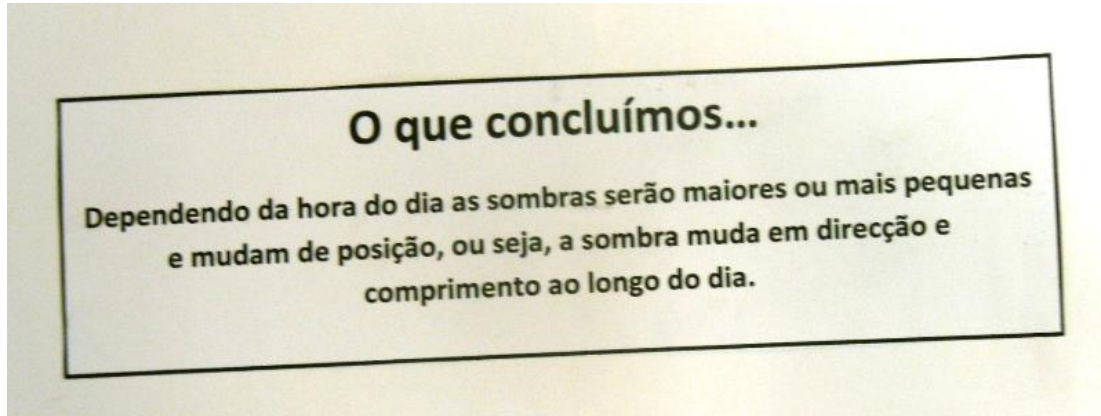 O que concluímos...
Dependendo da hora do dia as sombras serão maiores ou mais pequenas
e mudam de posição, ou seja, a sombra muda em direcção e
comprimento ao longo do dia.